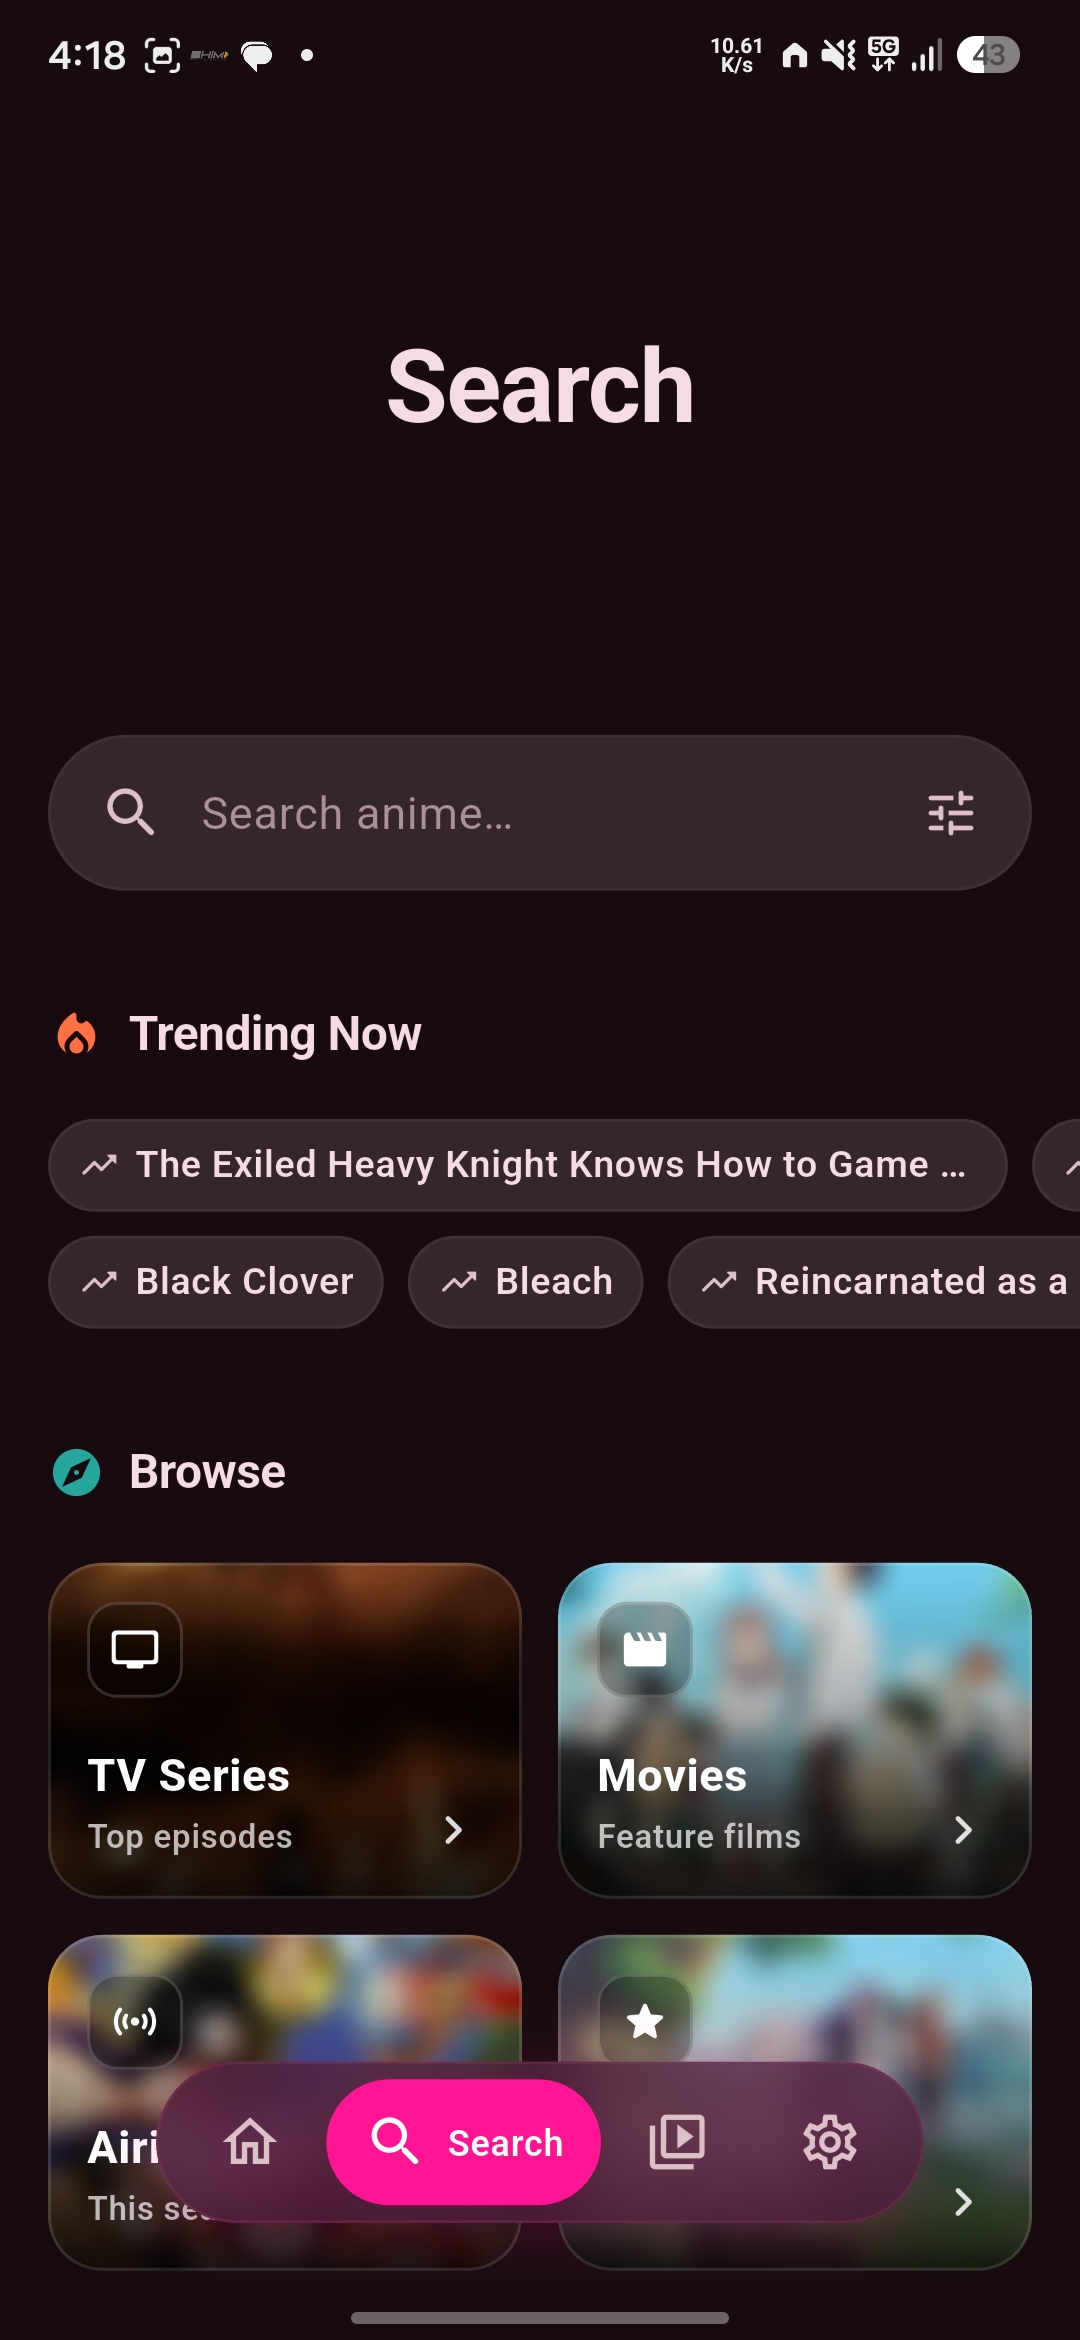 4:18
10.61
K/s
5G
43
Search
Search anime…
Trending Now
The Exiled Heavy Knight Knows How to Game …
Black Clover
Bleach
Reincarnated as a
Browse
TV Series
Top episodes
Movies
Feature films
Airi
This se
Search